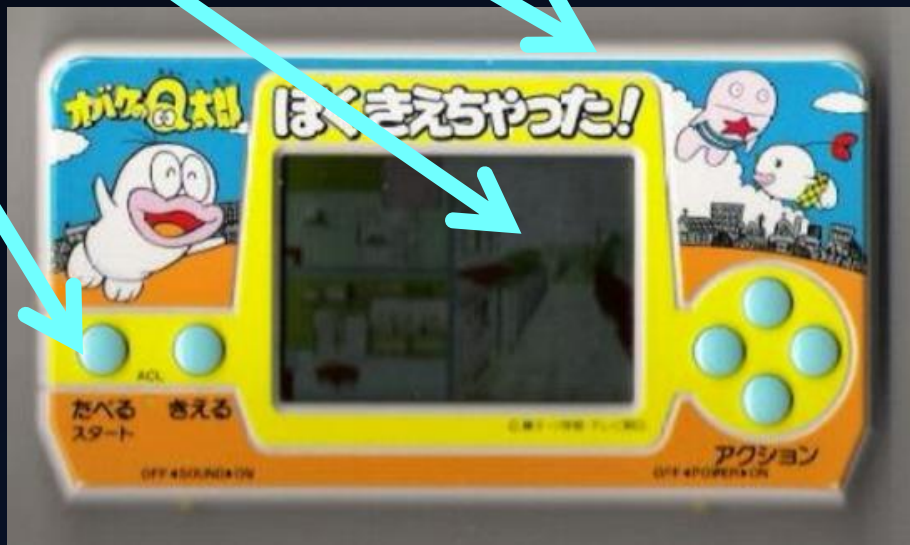 オバケのQ太郎
ぼくきえちゃった!
ACL
たべる きえる
スタート
アクション
OFF◀SOUND▶ON
OFF◀POWER▶ON